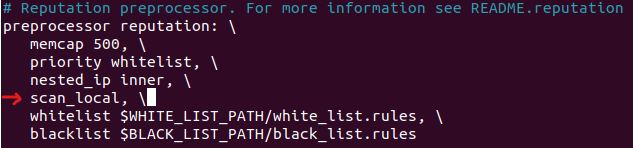 # Reputation preprocessor. For more information see README.reputation
preprocessor reputation: \
memcap 500, \
priority whitelist, \
nested_ip inner, \
scan_local, \
whitelist $WHITE_LIST_PATH/white_list.rules, \
blacklist $BLACK_LIST_PATH/black_list.rules